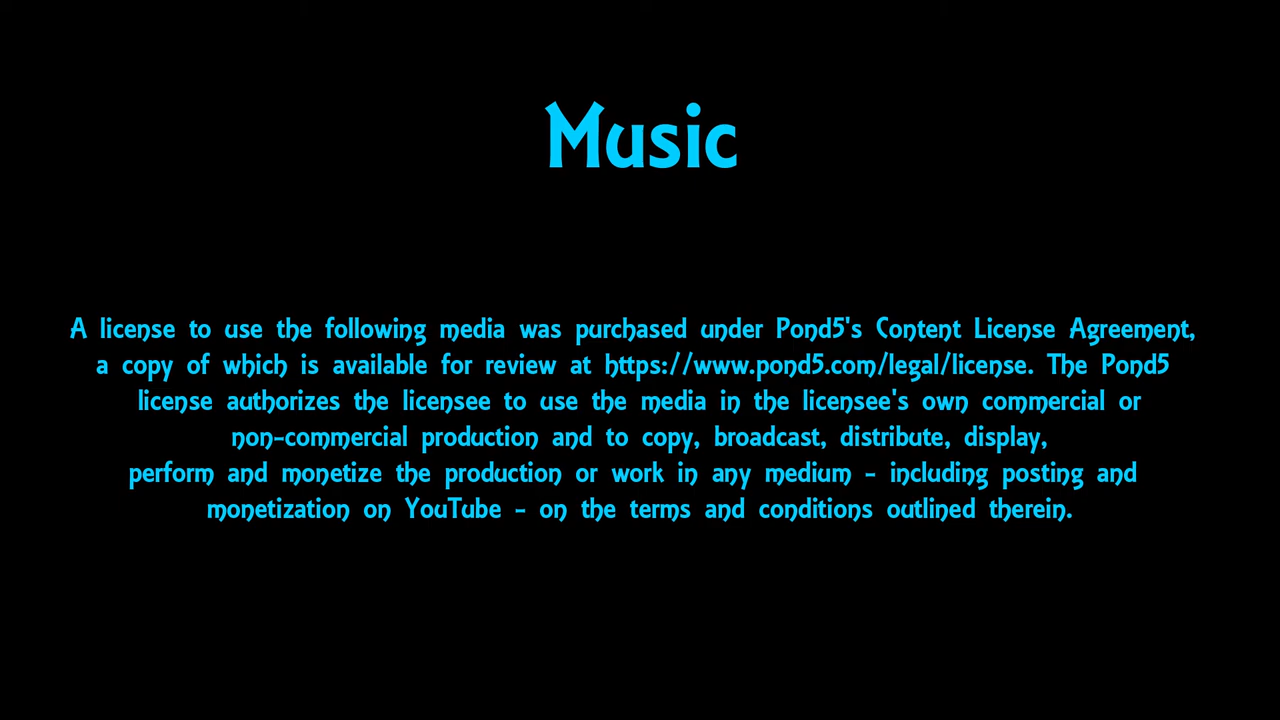 Music
A license to use the following media was purchased under Pond5's Content License Agreement,
a copy of which is available for review at https://www.pond5.com/legal/license. The Pond5
license authorizes the licensee to use the media in the licensee's own commercial or
non-commercial production and to copy, broadcast, distribute, display,
perform and monetize the production or work in any medium - including posting and
monetization on YouTube - on the terms and conditions outlined therein.